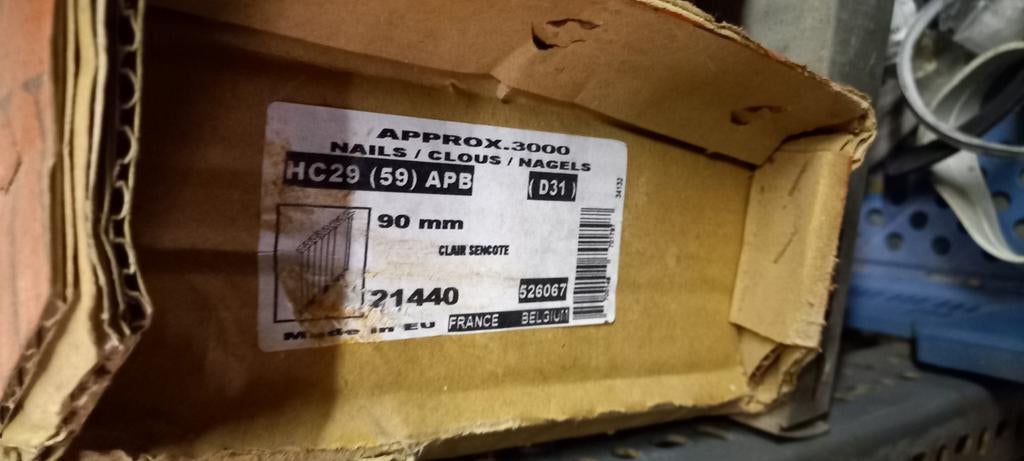 APPROX.3000
NAILS / CLOUS / NAGELS
HC29 (59) APB
( D31 )
34132
90 mm
CLAIR SENCOTE
21440
526067
Made in EU
FRANCE BELGIUM